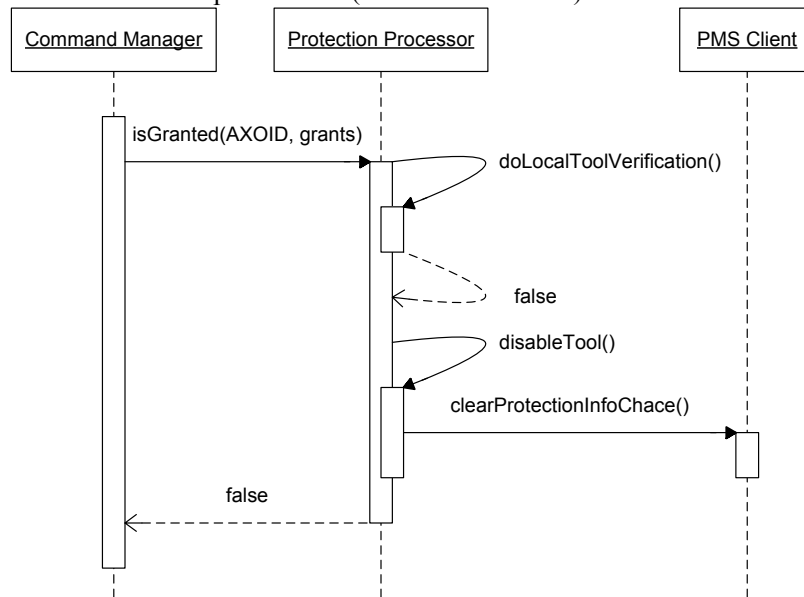 Command Manager
Protection Processor
PMS Client
isGranted(AXOID, grants)
doLocalToolVerification()
false
disableTool()
clearProtectionInfoChace()
false